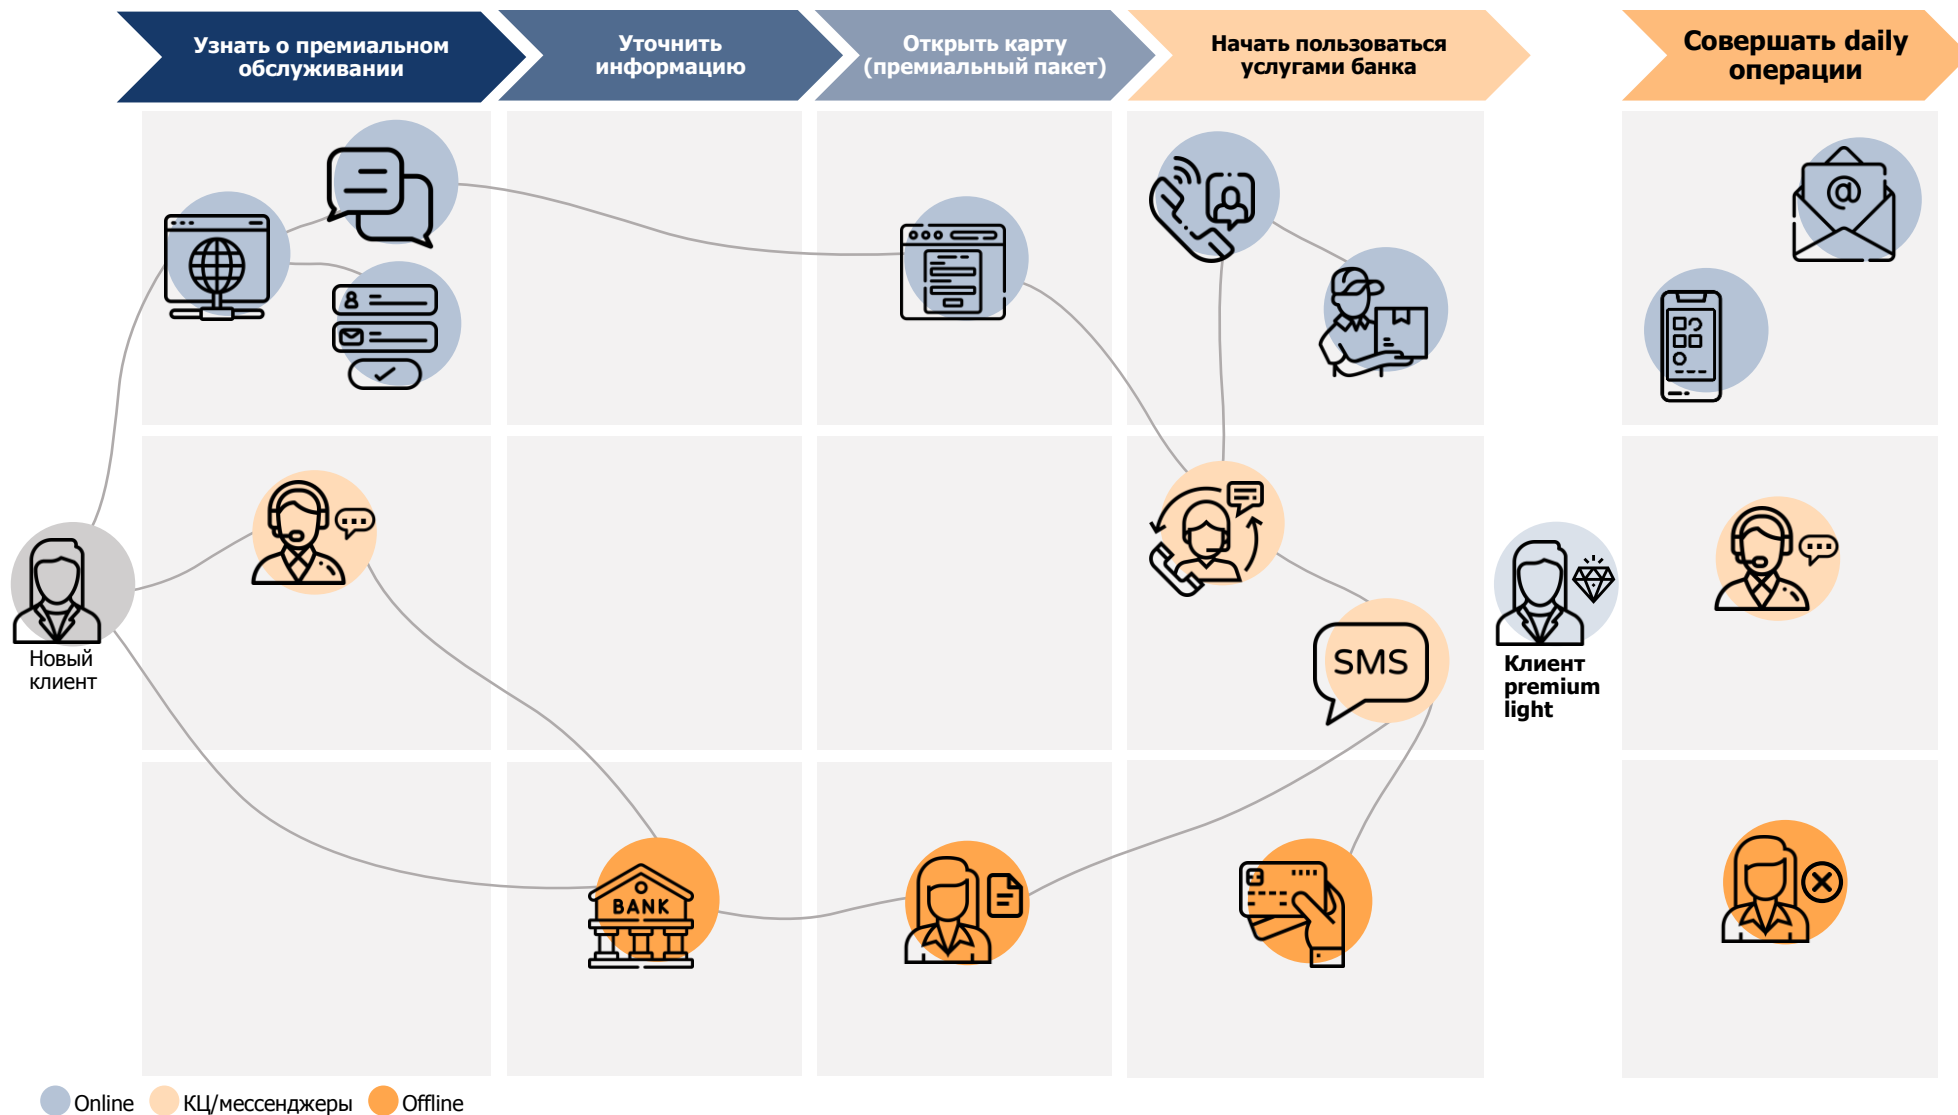 Узнать о премиальном
обслуживании
Уточнить
информацию
Открыть карту
(премиальный пакет)
Начать пользоваться
услугами банка
Совершать daily
операции
@
SMS
Новый
клиент
Клиент
premium
light
BANK
Online
КЦ/мессенджеры
Offline